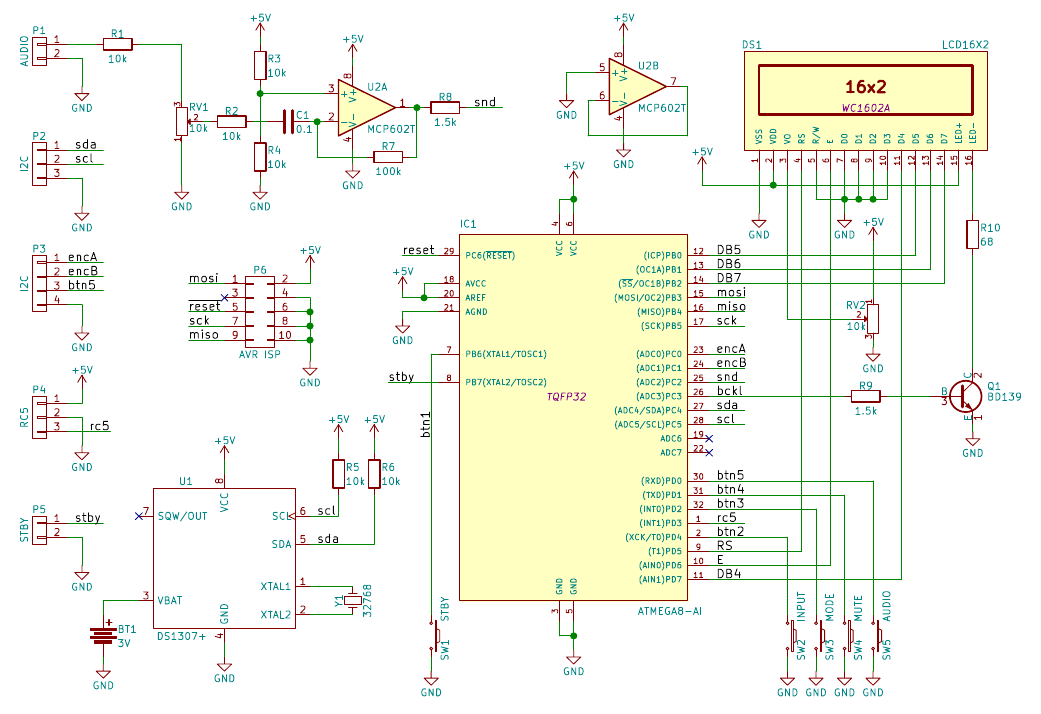 P1
AUDIO
1
2
R1
10k
GND
3
RV1
10k
2
1
GND
R2
10k
+5V
R3
10k
R4
10k
GND
C1
0.1
+5V
8
3
+
V+
U2A
1
2
-
V-
MCP602T
4
GND
R7
100k
R8
1.5k
snd
+5V
8
5
+
V+
U2B
7
6
-
V-
MCP602T
4
GND
GND
DS1
LCD16X2
16x2
WC1602A
VSS VDD VO RS R/W E D0 D1 D2 D3 D4 D5 D6 D7 LED+ LED-
1 2 3 4 5 6 7 8 9 10 11 12 13 14 15 16
+5V
GND
GND
+5V
RV2
10k
1
2
3
GND
R10
68
P2
I2C
1 sda
2 scl
3
GND
P3
I2C
1 encA
2 encB
3 btn5
4
GND
P4
RC5
+5V
1
2
3 rc5
GND
P5
STBY
1 stby
2
GND
P6
+5V
mosi 1 2
3 4
reset 5 6
sck 7 8
miso 9 10
AVR ISP
GND
IC1
+5V
4 6
VCC VCC
reset 29 PC6(RESET)
+5V
18 AVCC
20 AREF
21 AGND
GND
7 PB6(XTAL1/TOSC1)
stby 8 PB7(XTAL2/TOSC2)
btn1
TQFP32
(ICP)PB0 12 DB5
(OC1A)PB1 13 DB6
(SS/OC1B)PB2 14 DB7
(MOSI/OC2)PB3 15 mosi
(MISO)PB4 16 miso
(SCK)PB5 17 sck
(ADC0)PC0 23 encA
(ADC1)PC1 24 encB
(ADC2)PC2 25 snd
(ADC3)PC3 26 bckl
(ADC4/SDA)PC4 27 sda
(ADC5/SCL)PC5 28 scl
ADC6 19
ADC7 22
(RXD)PD0 30 btn5
(TXD)PD1 31 btn4
(INT0)PD2 32 btn3
(INT1)PD3 1 rc5
(XCK/T0)PD4 2 btn2
(T1)PD5 9 RS
(AIN0)PD6 10 E
(AIN1)PD7 11 DB4
GND GND
3 5
ATMEGA8-AI
GND
R9
1.5k
B
3
C
2
E
1
Q1
BD139
GND
U1
+5V
8
VCC
7 SQW/OUT
SCL 6 scl
SDA 5 sda
+5V
+5V
R5
10k
R6
10k
3 VBAT
XTAL1 1
XTAL2 2
Y1
32768
GND
4
DS1307+
GND
+
BT1
3V
GND
STBY
SW1
GND
INPUT
SW2
GND
MODE
SW3
GND
MUTE
SW4
GND
AUDIO
SW5
GND